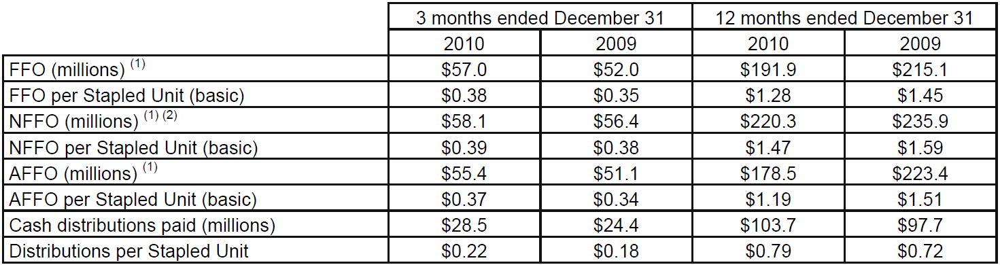 3 months ended December 31 12 months ended December 31
2010 2009 2010 2009
FFO (millions) (1) $57.0 $52.0 $191.9 $215.1
FFO per Stapled Unit (basic) $0.38 $0.35 $1.28 $1.45
NFFO (millions) (1) (2) $58.1 $56.4 $220.3 $235.9
NFFO per Stapled Unit (basic) $0.39 $0.38 $1.47 $1.59
AFFO (millions) (1) $55.4 $51.1 $178.5 $223.4
AFFO per Stapled Unit (basic) $0.37 $0.34 $1.19 $1.51
Cash distributions paid (millions) $28.5 $24.4 $103.7 $97.7
Distributions per Stapled Unit $0.22 $0.18 $0.79 $0.72